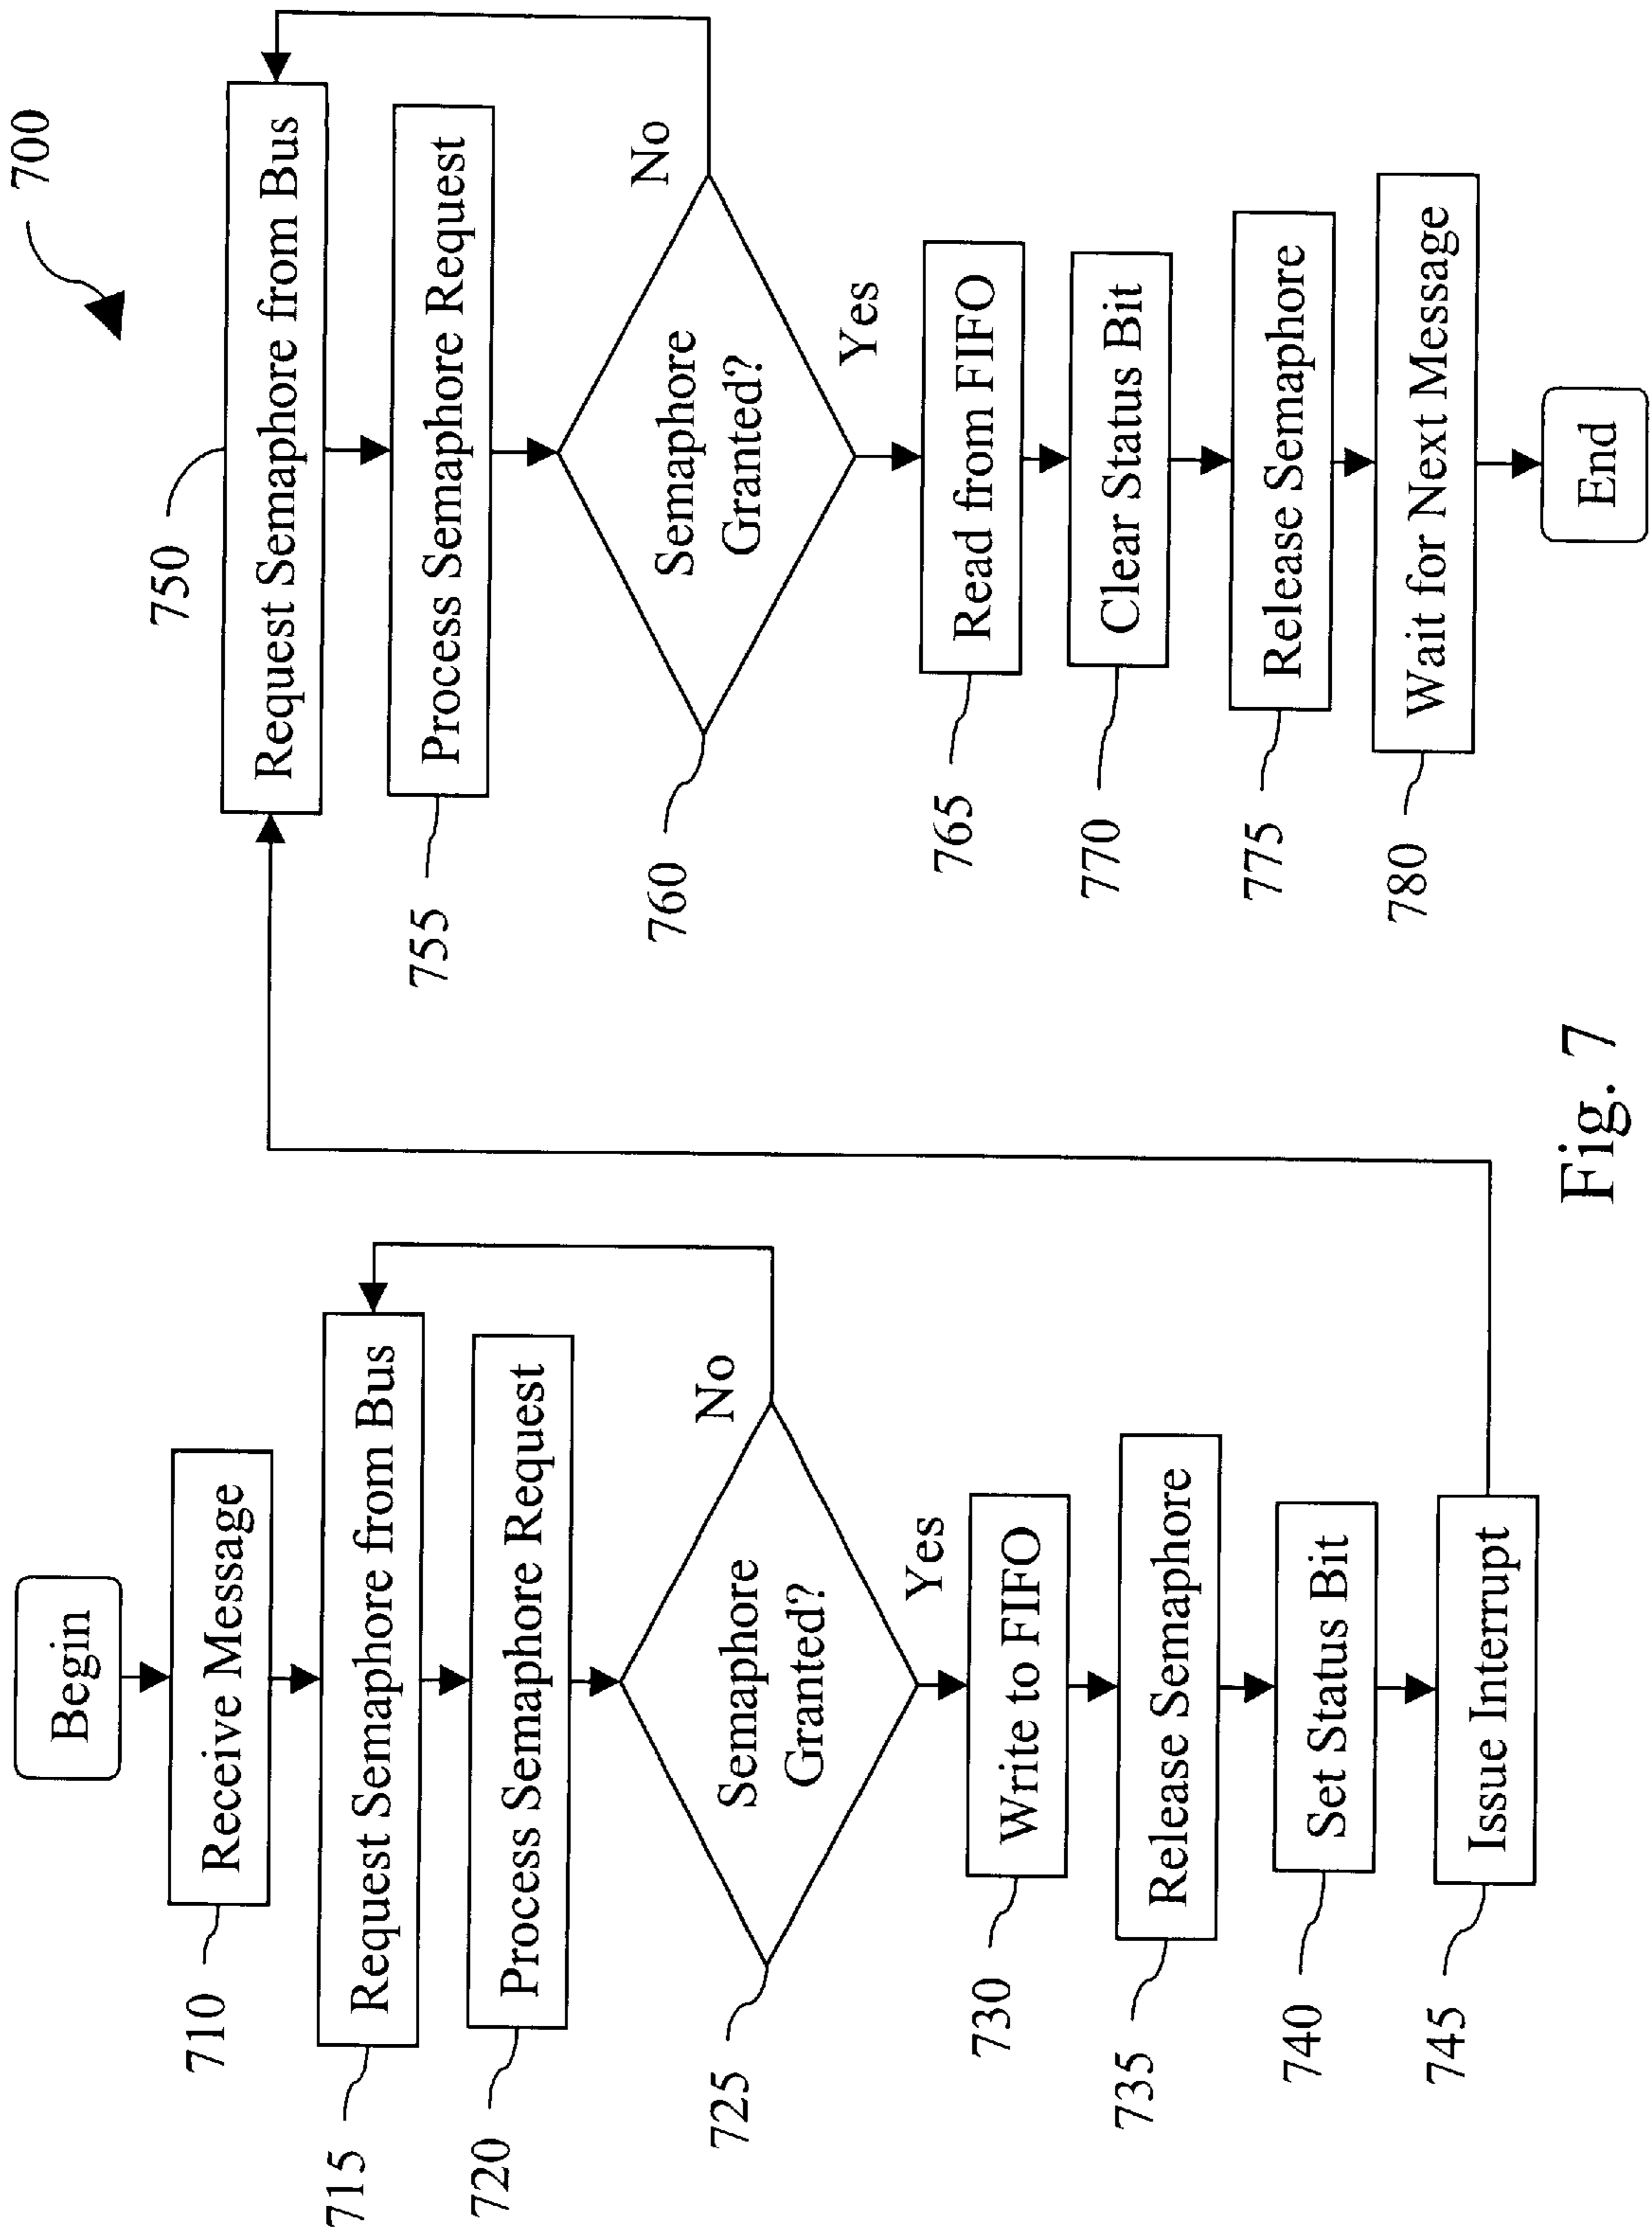 700
Begin
710
Receive Message
715
Request Semaphore from Bus
720
Process Semaphore Request
725
Semaphore
Granted?
No
Yes
730
Write to FIFO
735
Release Semaphore
740
Set Status Bit
745
Issue Interrupt
750
Request Semaphore from Bus
755
Process Semaphore Request
760
Semaphore
Granted?
No
Yes
765
Read from FIFO
770
Clear Status Bit
775
Release Semaphore
780
Wait for Next Message
End
Fig. 7